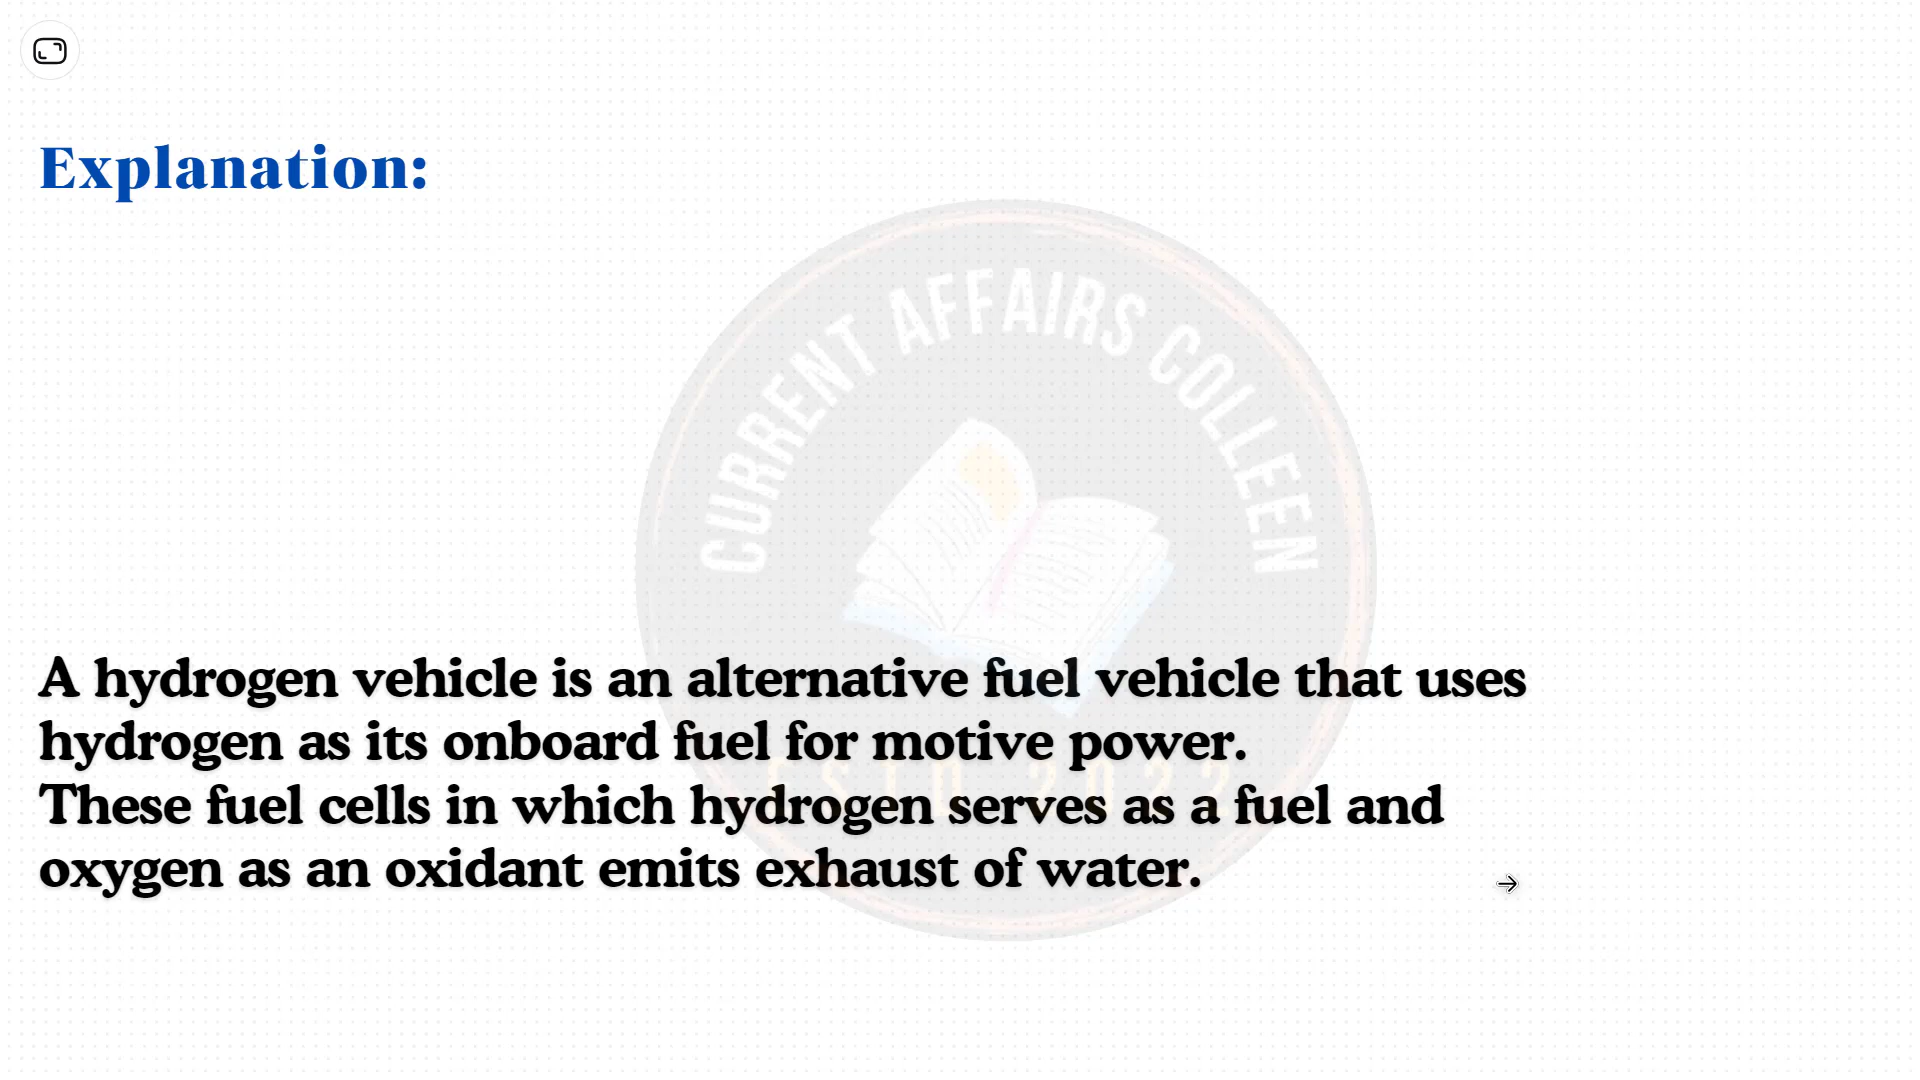 Explanation:
CURRENT AFFAIRS COLLEEN
A hydrogen vehicle is an alternative fuel vehicle that uses
hydrogen as its onboard fuel for motive power.
ESTD 2022
These fuel cells in which hydrogen serves as a fuel and
oxygen as an oxidant emits exhaust of water.